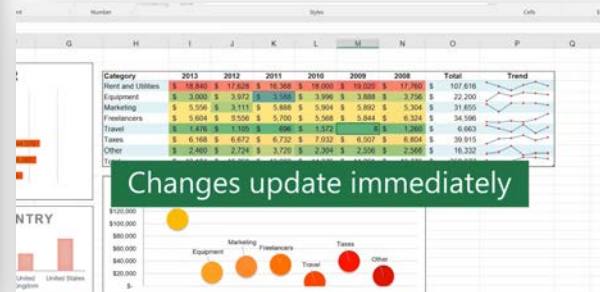 Number Styles Cells
G H I J K L M N O P Q
Category 2013 2012 2011 2010 2009 2008 Total Trend
Rent and Utilities $ 18,840 $ 17,628 $ 16,368 $ 18,000 $ 19,020 $ 17,760 $ 107,616
Equipment $ 3,000 $ 3,972 $ 3,588 $ 3,996 $ 3,888 $ 3,756 $ 22,200
Marketing $ 5,556 $ 3,111 $ 5,888 $ 5,904 $ 5,892 $ 5,304 $ 31,655
Freelancers $ 5,604 $ 5,556 $ 5,700 $ 5,568 $ 5,844 $ 6,324 $ 34,596
Travel $ 1,476 $ 1,105 $ 696 $ 1,572 6 $ 1,260 $ 6,663
Taxes $ 6,168 $ 6,672 $ 6,732 $ 7,032 $ 6,507 $ 6,804 $ 39,915
Other $ 2,460 $ 2,724 $ 3,720 $ 2,304 $ 2,556 $ 2,568 $ 16,332
Changes update immediately
NTRY
$120,000
$100,000
$80,000
$60,000
$40,000
$20,000
$-
Equipment
Marketing
Freelancers
Travel
Taxes
Other
United Kingdom
United States